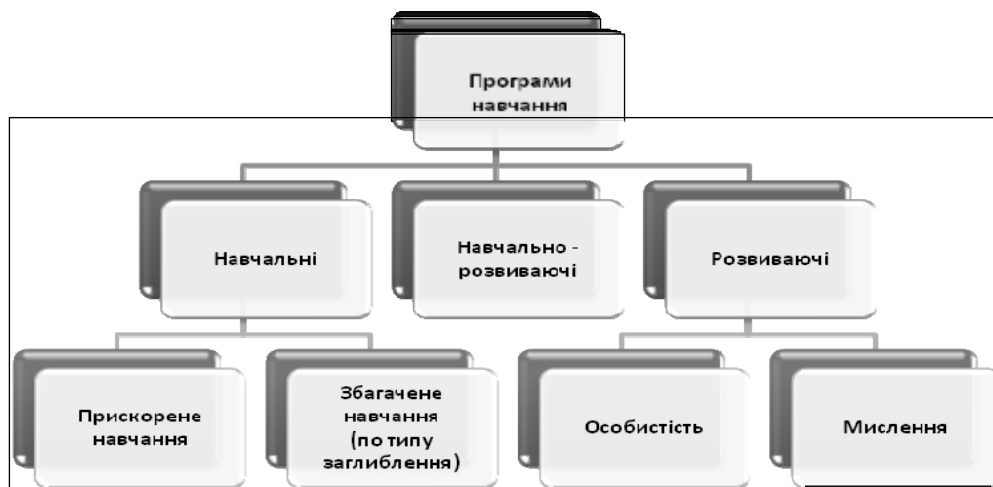 Програми
навчання
Навчальні
Навчально -
розвиваючі
Розвиваючі
Прискорене
навчання
Збагачене
навчання
(по типу
заглиблення)
Особистість
Мислення